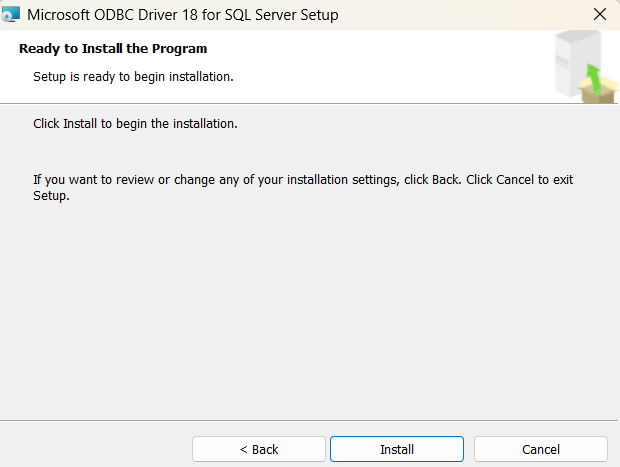 Microsoft ODBC Driver 18 for SQL Server Setup
Ready to Install the Program
Setup is ready to begin installation.
Click Install to begin the installation.
If you want to review or change any of your installation settings, click Back. Click Cancel to exit
Setup.
< Back
Install
Cancel